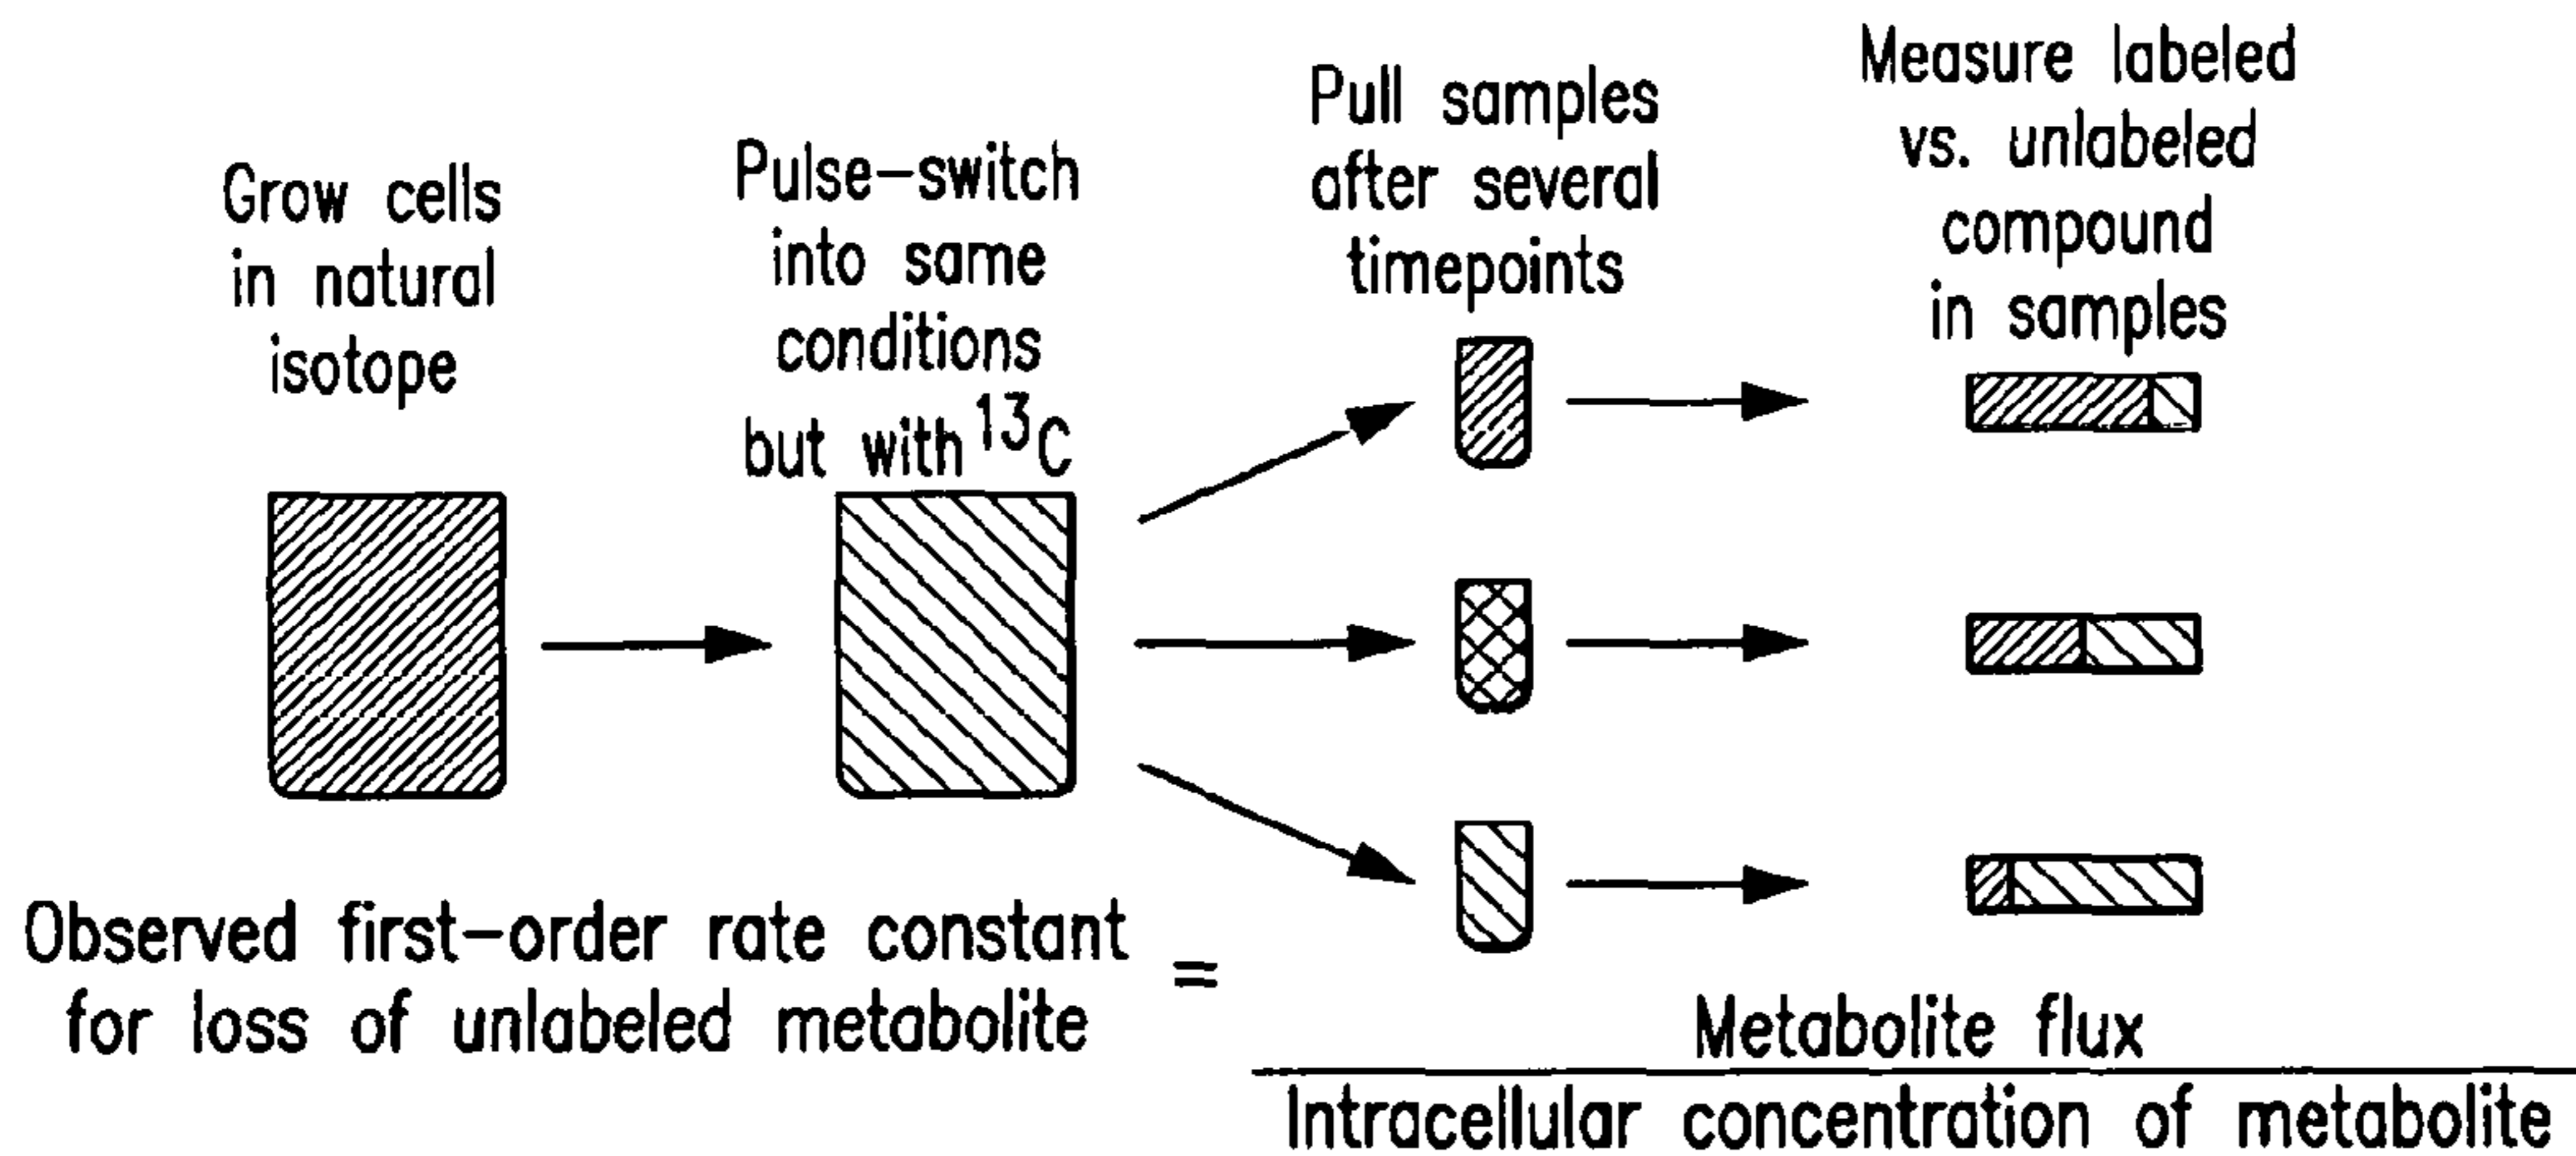 Grow cells
in natural
isotope
Pulse-switch
into same
conditions
but with ¹³C
Pull samples
after several
timepoints
Measure labeled
vs. unlabeled
compound
in samples
Observed first-order rate constant
for loss of unlabeled metabolite
=
Metabolite flux
Intracellular concentration of metabolite